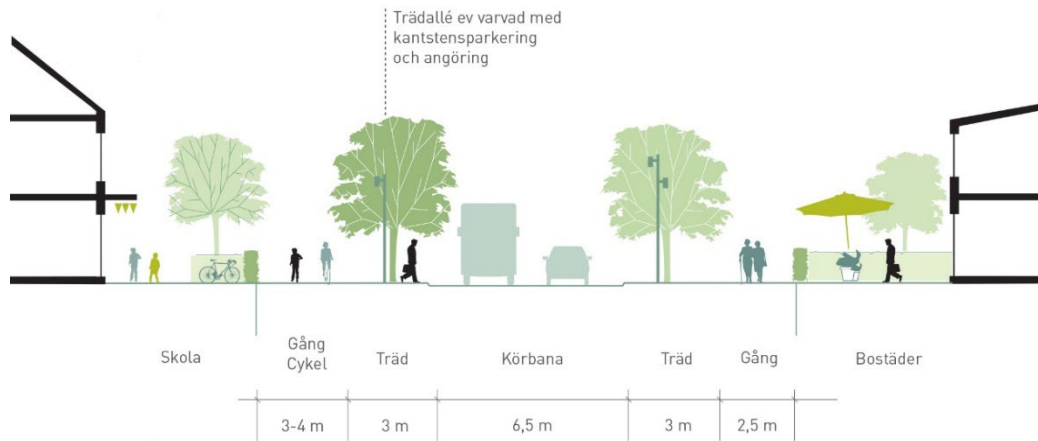 Trädallé ev varvad med
kantstensparkering
och angöring
Skola
Gång
Cykel
Träd
Körbana
Träd
Gång
Bostäder
3-4 m
3 m
6,5 m
3 m
2,5 m